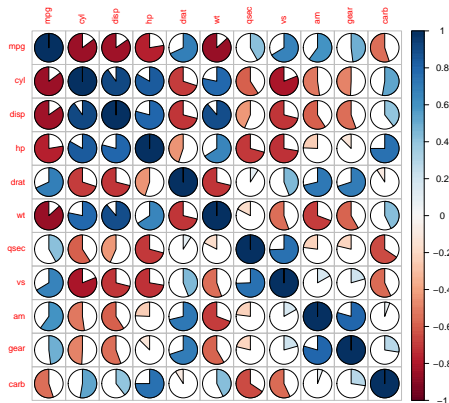 mpg cyl disp hp drat wt qsec vs am gear carb
mpg
cyl
disp
hp
drat
wt
qsec
vs
am
gear
carb
1
0.8
0.6
0.4
0.2
0
−0.2
−0.4
−0.6
−0.8
−1